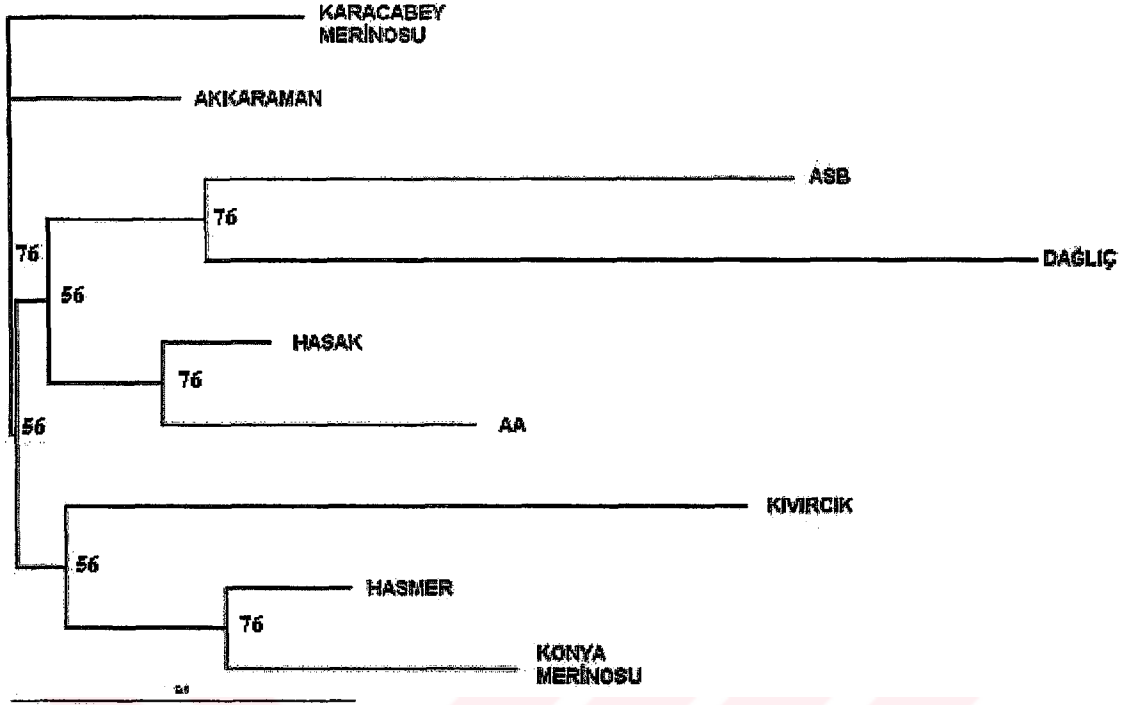 KARACABEY
MERİNOSU
AKKARAMAN
ASB
76
DAĞLIÇ
76
56
HASAK
76
AA
56
KIVIRCIK
56
HASMER
76
KONYA
MERİNOSU